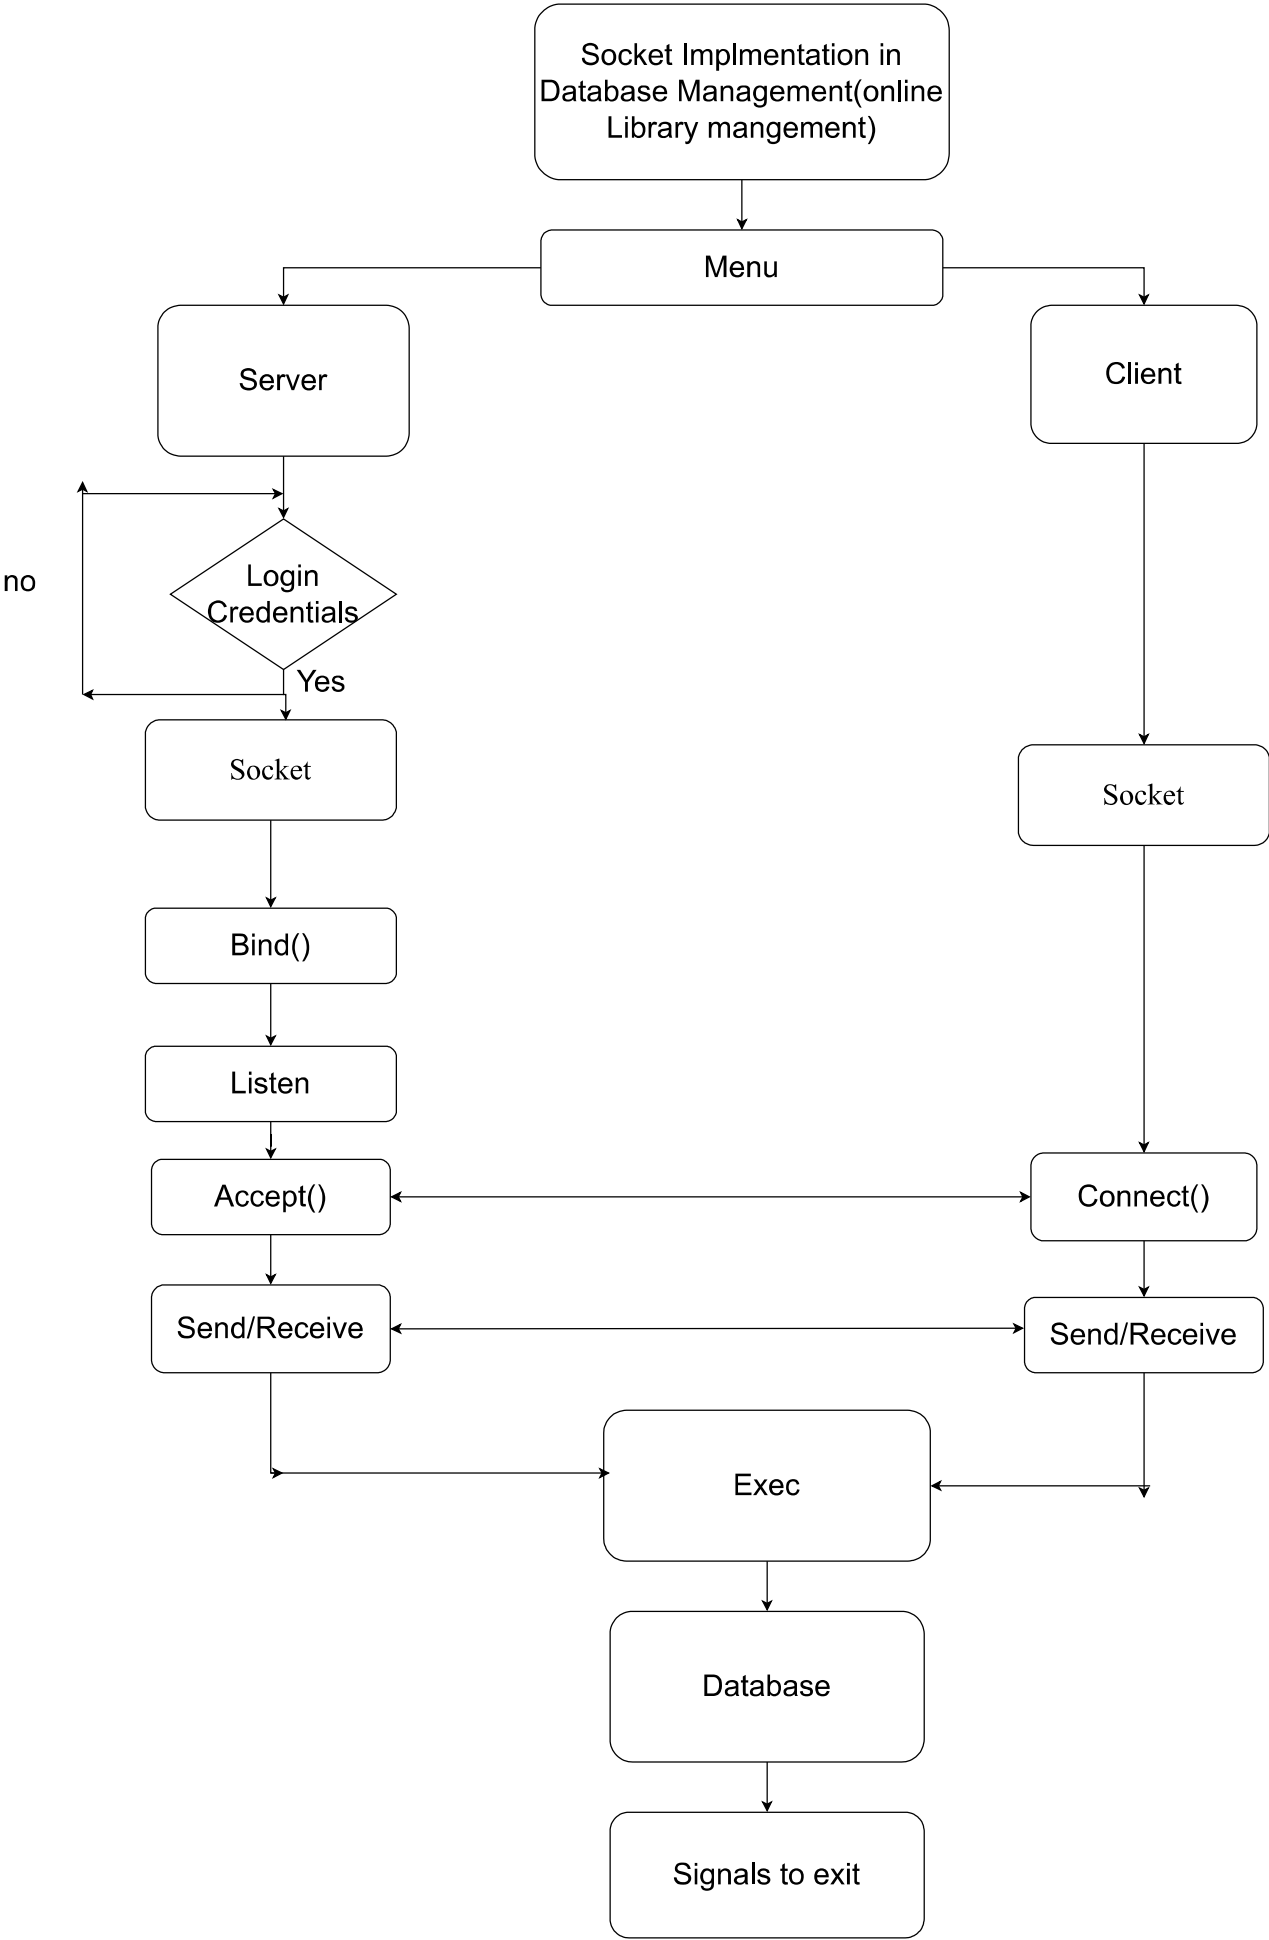 Socket Implmentation in
Database Management(online
Library mangement)
Menu
Server
Client
no
Login
Credentials
Yes
Socket
Socket
Bind()
Listen
Accept()
Connect()
Send/Receive
Send/Receive
Exec
Database
Signals to exit